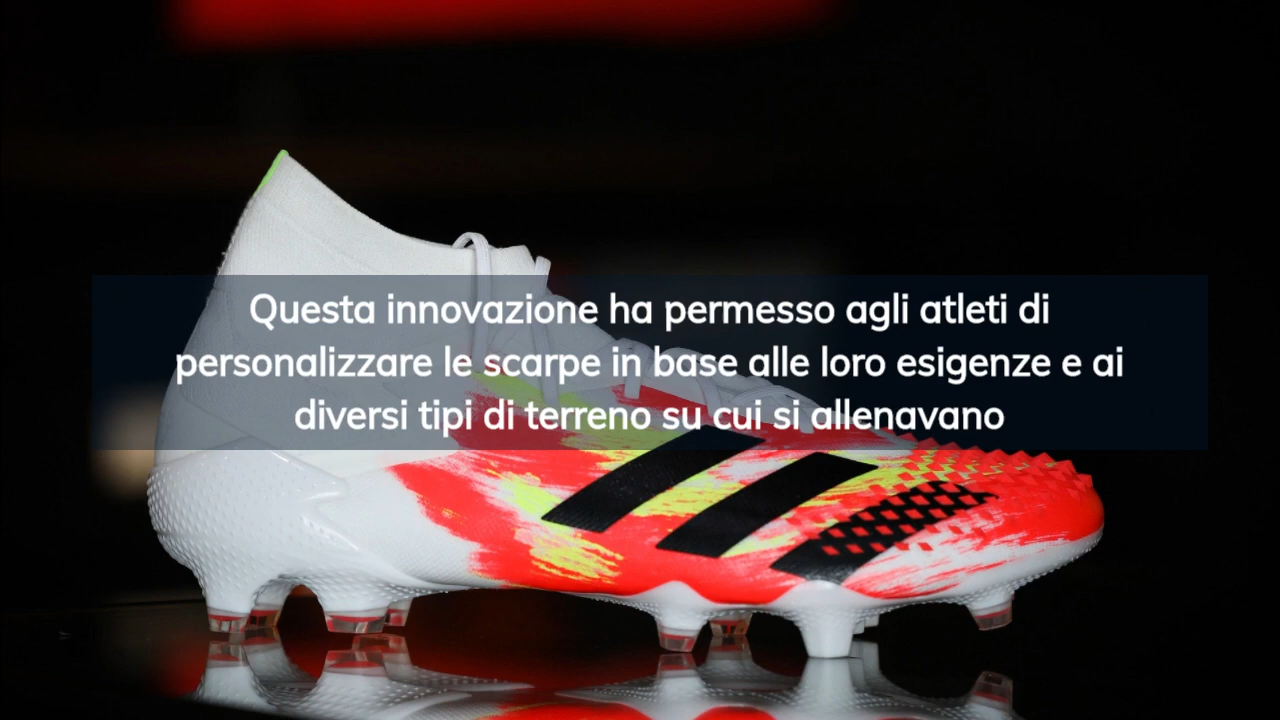 Questa innovazione ha permesso agli atleti di
personalizzare le scarpe in base alle loro esigenze e ai
diversi tipi di terreno su cui si allenavano